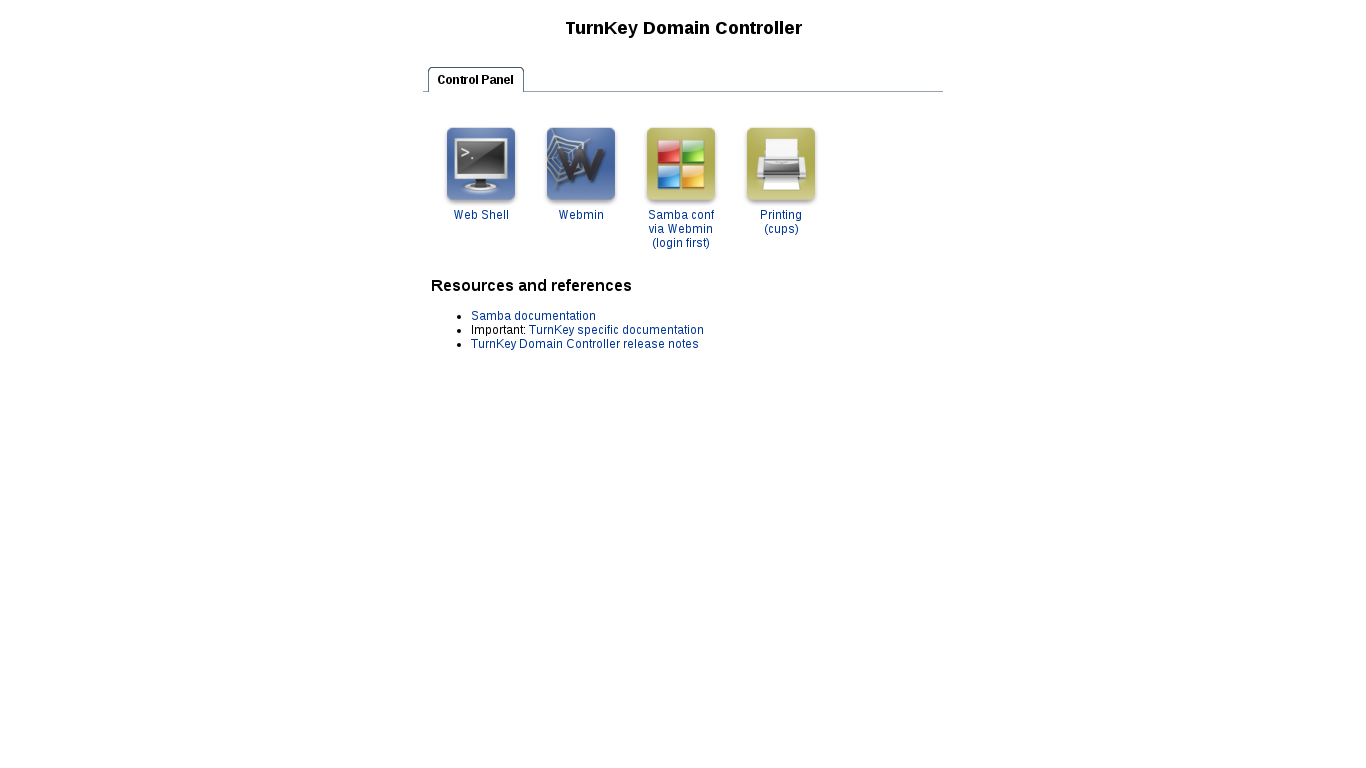 TurnKey Domain Controller
Control Panel
>_
W
Web Shell
Webmin
Samba conf
via Webmin
(login first)
Printing
(cups)
Resources and references
Samba documentation
Important: TurnKey specific documentation
TurnKey Domain Controller release notes